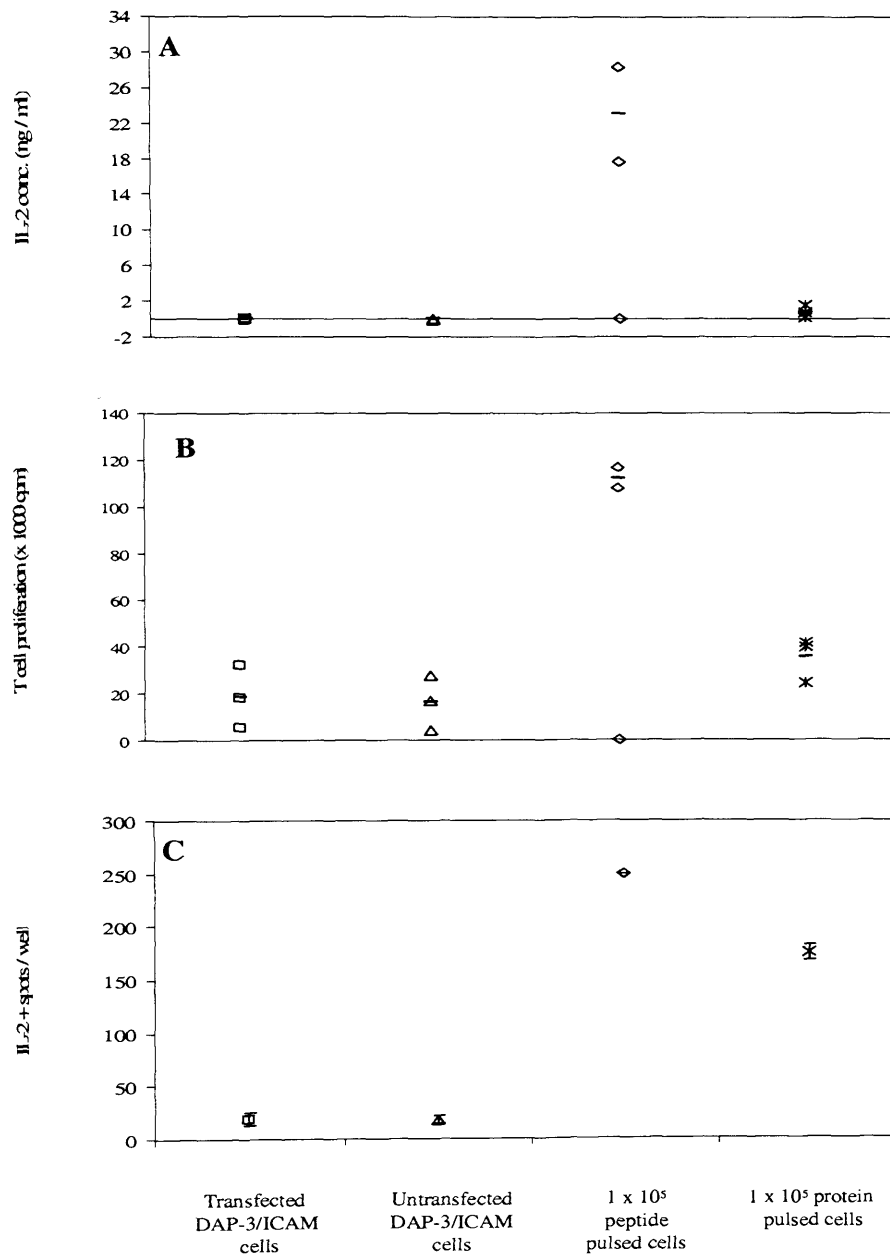 A
34
30
26
22
18
14
10
6
2
-2
IL-2 conc. (ng / ml)
B
140
120
100
80
60
40
20
0
T cell proliferation (x 1000 cpm)
C
300
250
200
150
100
50
0
IL-2 + spots / well
Transfected
DAP-3/ICAM
cells
Untransfected
DAP-3/ICAM
cells
1 x 10⁵
peptide
pulsed cells
1 x 10⁵ protein
pulsed cells